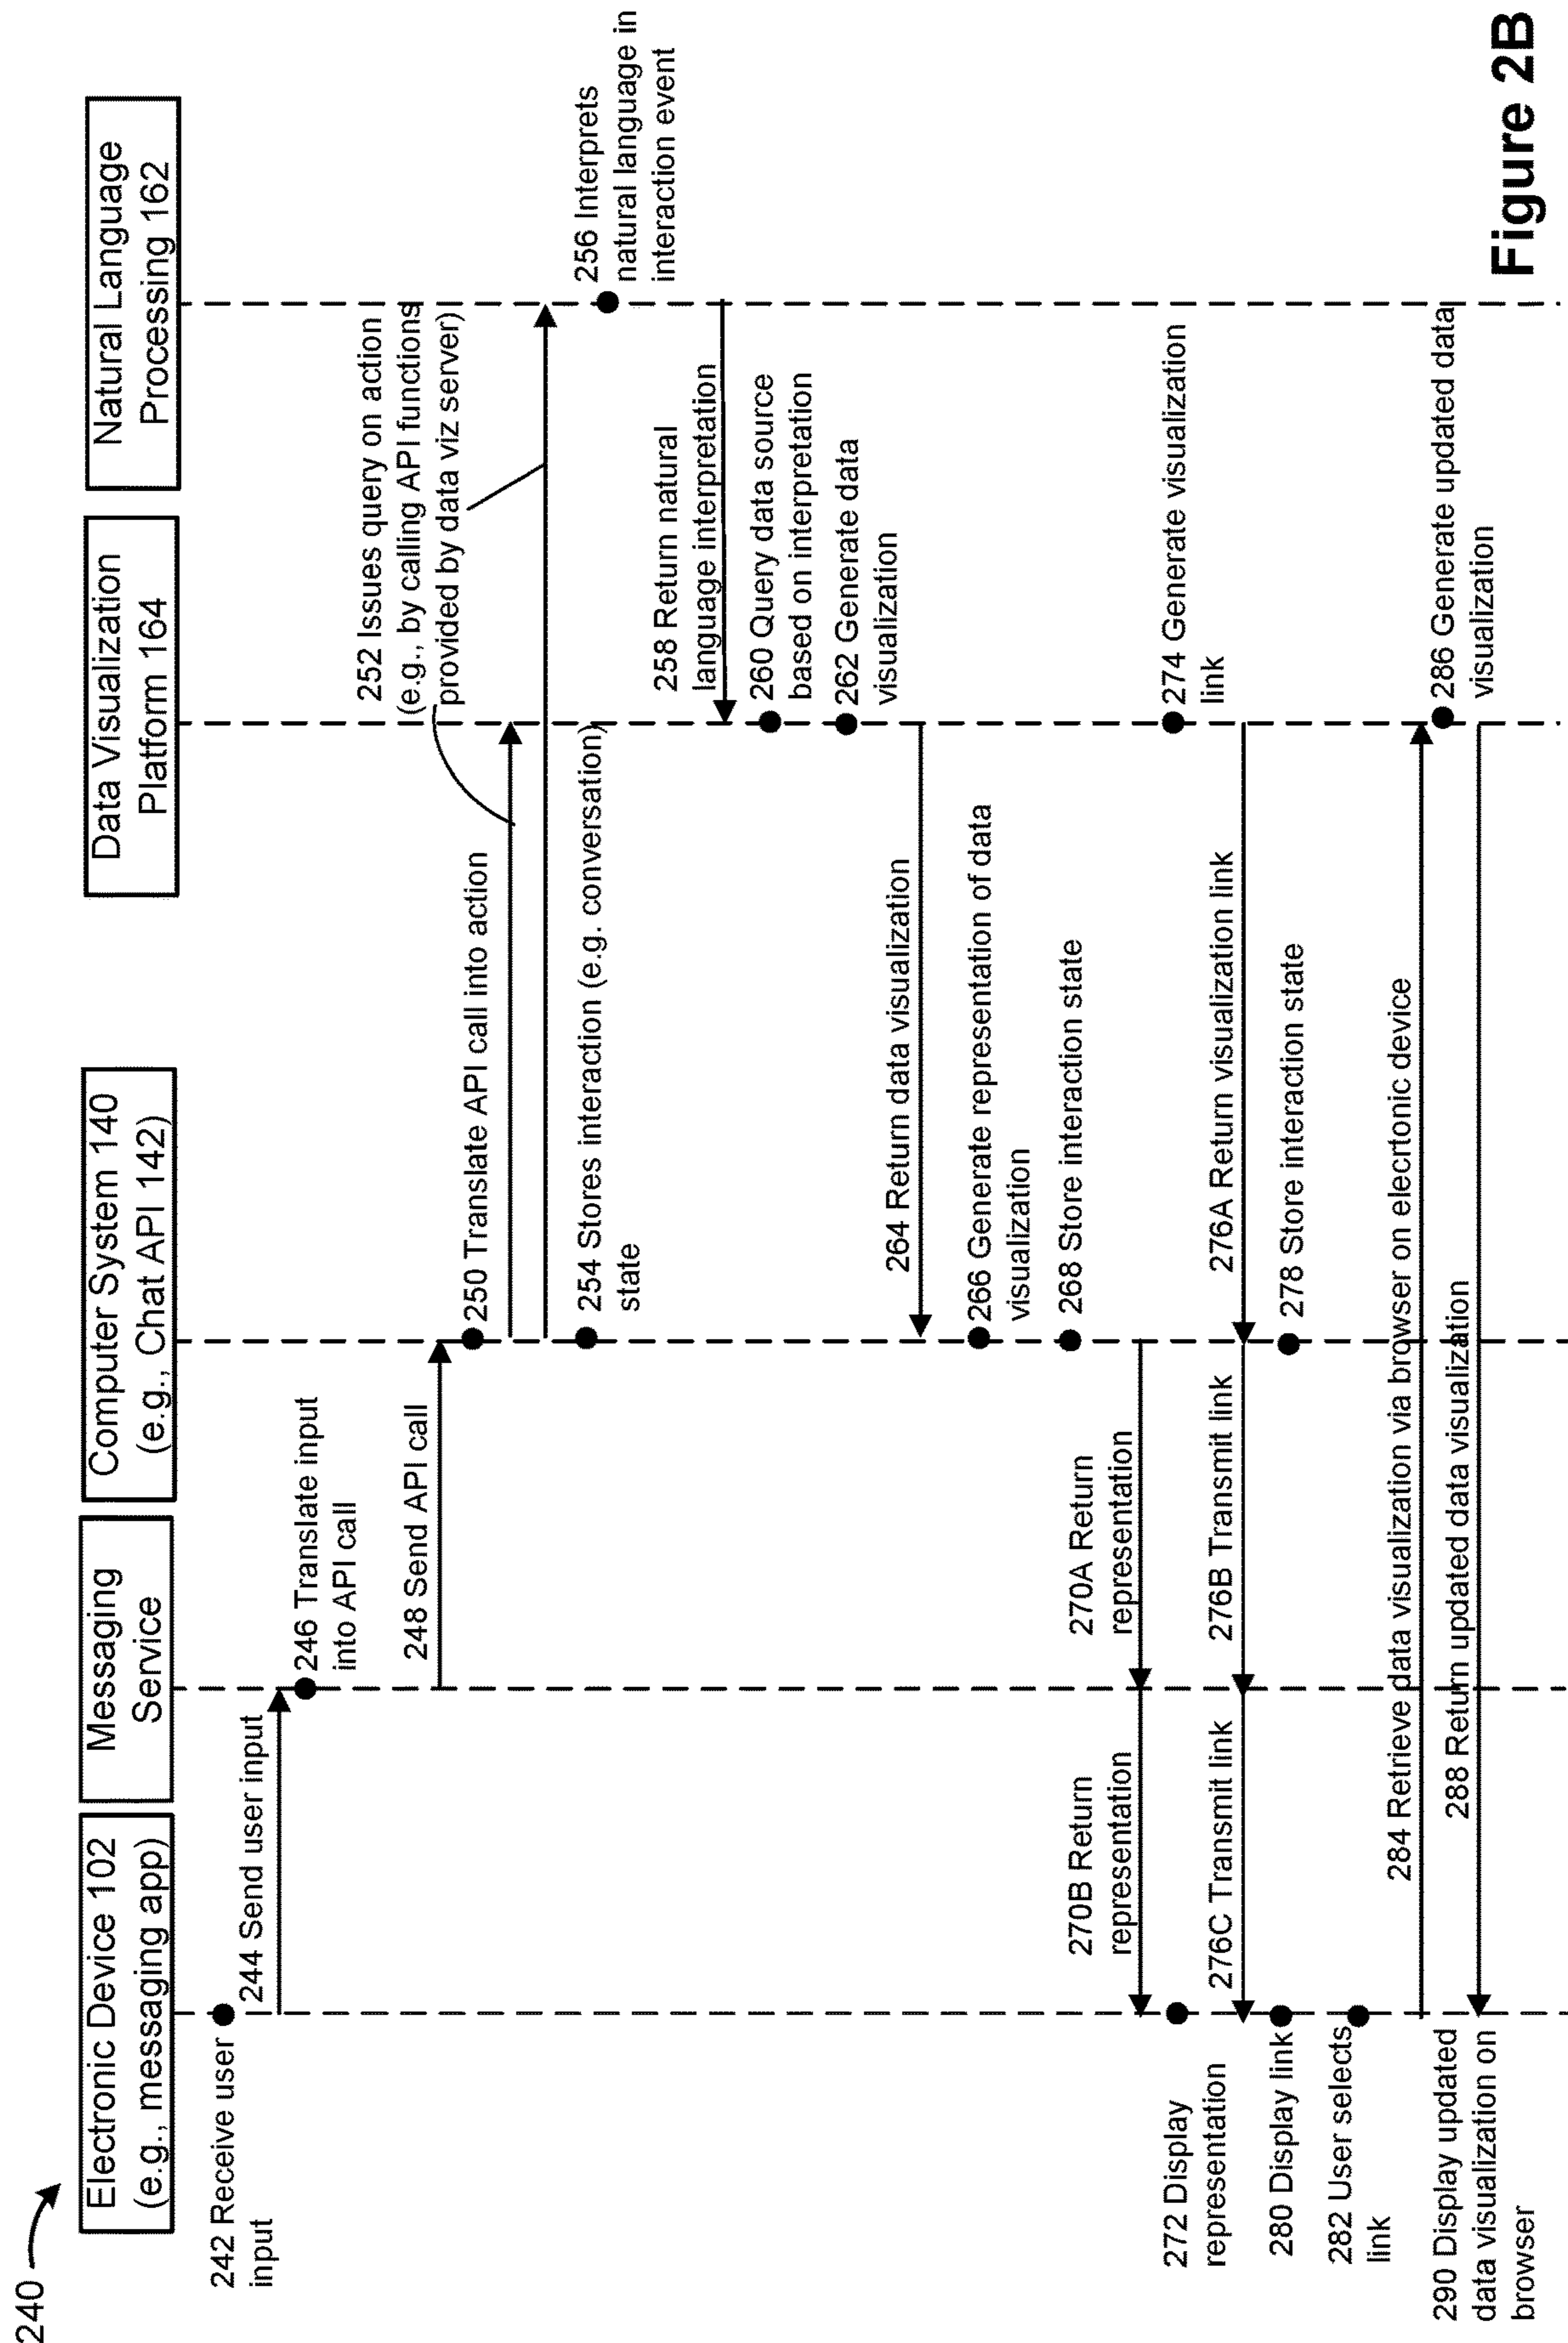 240
Electronic Device 102
(e.g., messaging app)
Messaging
Service
Computer System 140
(e.g., Chat API 142)
Data Visualization
Platform 164
Natural Language
Processing 162
242 Receive user
input
244 Send user input
246 Translate input
into API call
248 Send API call
250 Translate API call into action
252 Issues query on action
(e.g., by calling API functions
provided by data viz server)
254 Stores interaction (e.g. conversation)
state
256 Interprets
natural language in
interaction event
258 Return natural
language interpretation
260 Query data source
based on interpretation
262 Generate data
visualization
264 Return data visualization
266 Generate representation of data
visualization
268 Store interaction state
270A Return
representation
270B Return
representation
272 Display
representation
274 Generate visualization
link
276A Return visualization link
276B Transmit link
276C Transmit link
278 Store interaction state
280 Display link
282 User selects
link
284 Retrieve data visualization via browser on elecrtonic device
286 Generate updated data
visualization
288 Return updated data visualization
290 Display updated
data visualization on
browser
Figure 2B